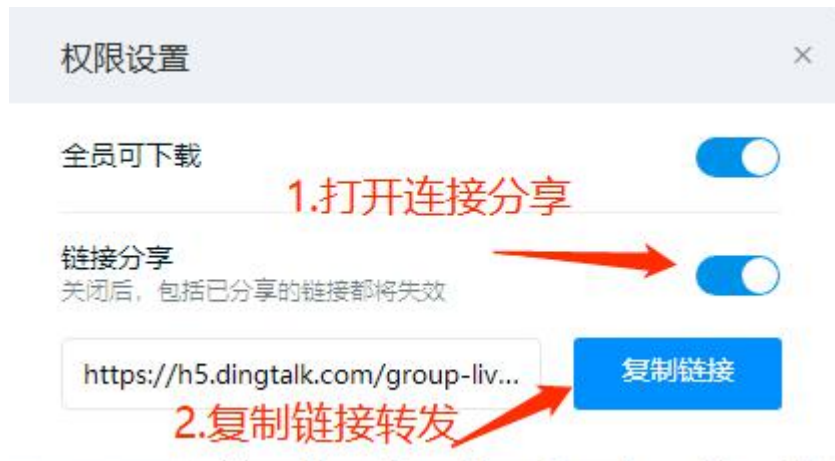 权限设置
全员可下载
1.打开连接分享
链接分享
关闭后，包括已分享的链接都将失效
https://h5.dingtalk.com/group-liv...
复制链接
2.复制链接转发